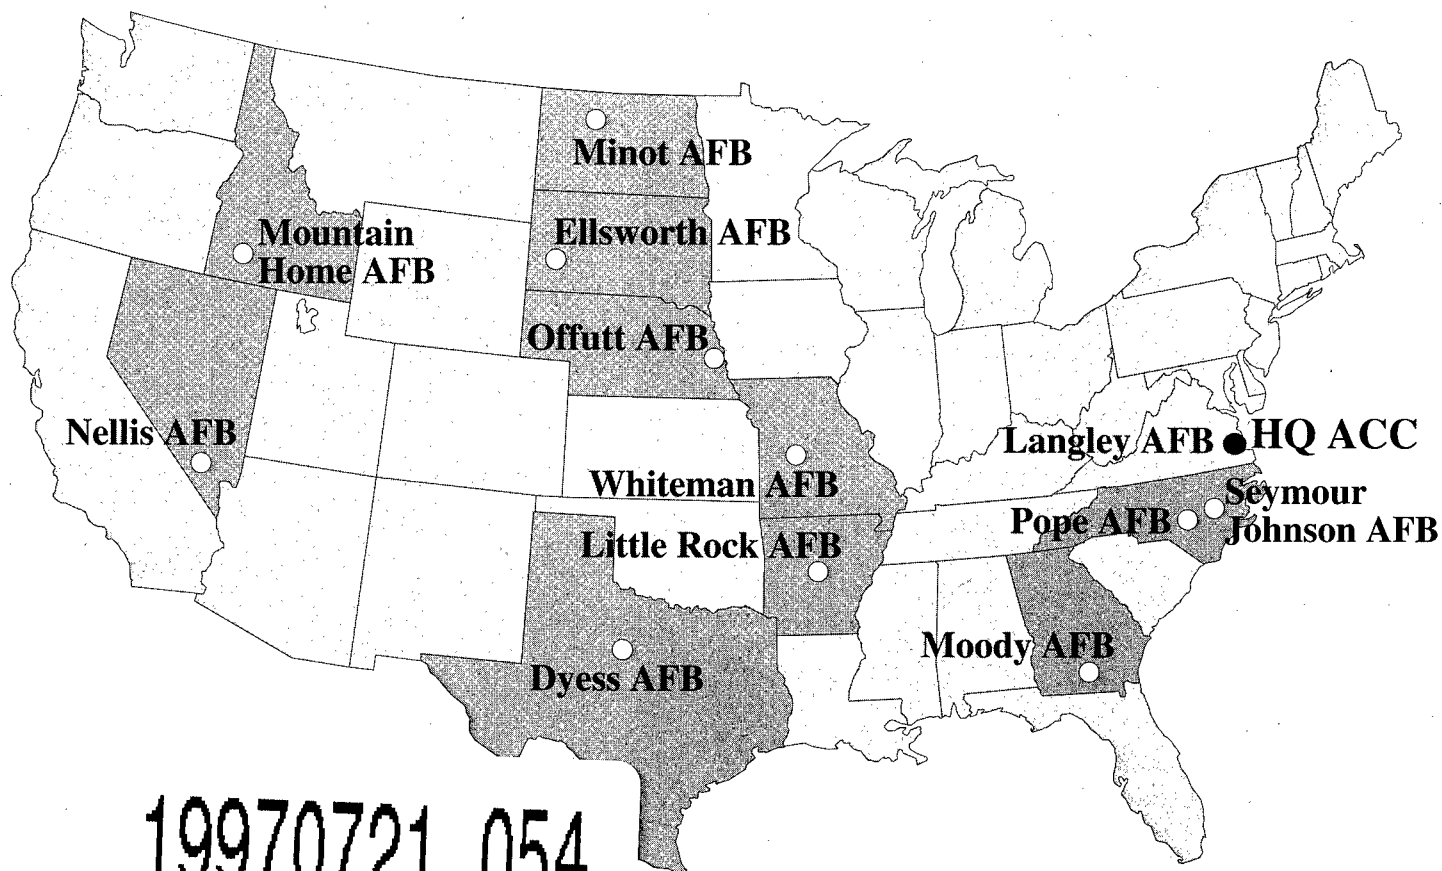 Minot AFB
Mountain
Home AFB
Ellsworth AFB
Offutt AFB
Nellis AFB
Langley AFB
HQ ACC
Whiteman AFB
Seymour
Johnson AFB
Pope AFB
Little Rock AFB
Moody AFB
Dyess AFB
19970721 054